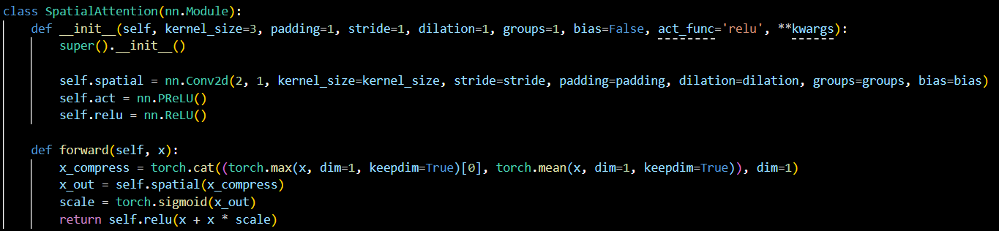 class SpatialAttention(nn.Module):
    def __init__(self, kernel_size=3, padding=1, stride=1, dilation=1, groups=1, bias=False, act_func='relu', **kwargs):
        super().__init__()

        self.spatial = nn.Conv2d(2, 1, kernel_size=kernel_size, stride=stride, padding=padding, dilation=dilation, groups=groups, bias=bias)
        self.act = nn.PReLU()
        self.relu = nn.ReLU()

    def forward(self, x):
        x_compress = torch.cat((torch.max(x, dim=1, keepdim=True)[0], torch.mean(x, dim=1, keepdim=True)), dim=1)
        x_out = self.spatial(x_compress)
        scale = torch.sigmoid(x_out)
        return self.relu(x + x * scale)